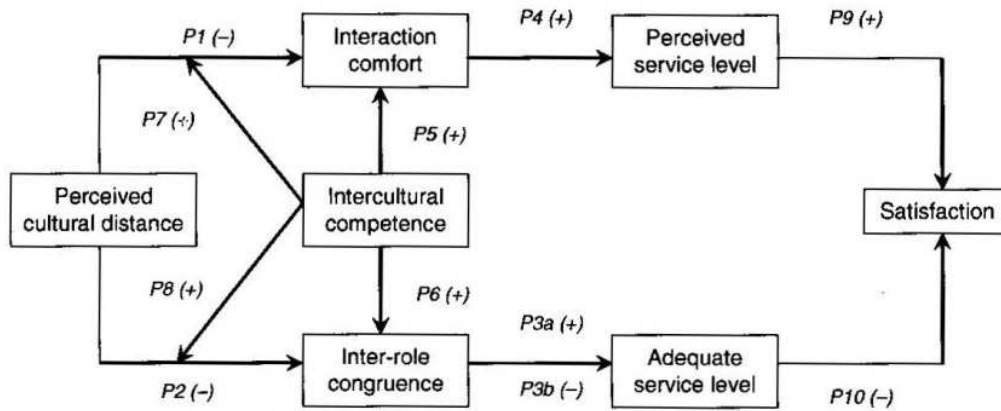 P1 (–)
Interaction
comfort
P4 (+)
Perceived
service level
P9 (+)
P7 (+)
P5 (+)
Perceived
cultural distance
Intercultural
competence
Satisfaction
P8 (+)
P6 (+)
P3a (+)
Inter-role
congruence
Adequate
service level
P2 (–)
P3b (–)
P10 (–)